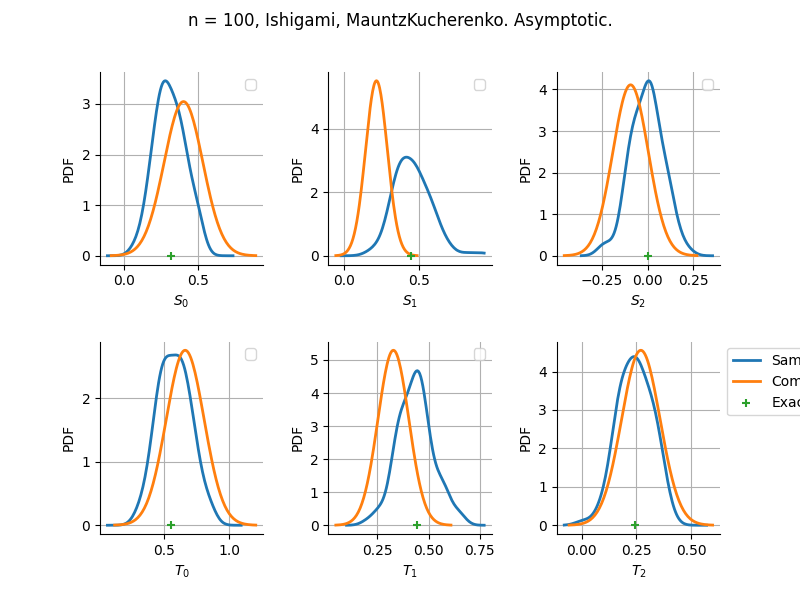 n = 100, Ishigami, MauntzKucherenko. Asymptotic.
PDF
3
2
1
0
0.0 0.5
S0
PDF
4
2
0
0.0 0.5
S1
PDF
4
3
2
1
0
−0.25 0.00 0.25
S2
PDF
2
1
0
0.5 1.0
T0
PDF
5
4
3
2
1
0
0.25 0.50 0.75
T1
PDF
4
3
2
1
0
0.00 0.25 0.50
T2
Sam
Com
Exac